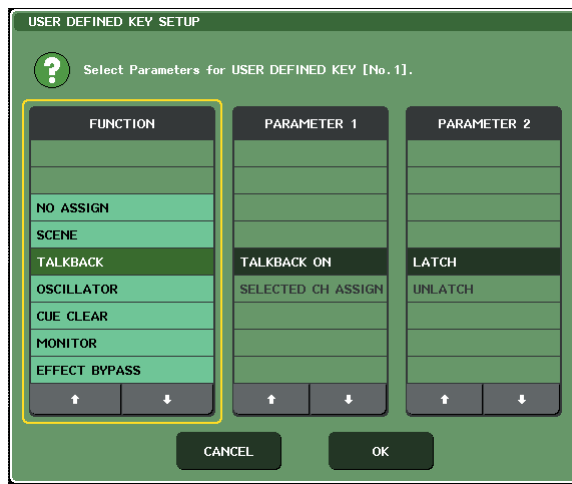 USER DEFINED KEY SETUP
Select Parameters for USER DEFINED KEY [No.1].
FUNCTION
NO ASSIGN
SCENE
TALKBACK
OSCILLATOR
CUE CLEAR
MONITOR
EFFECT BYPASS
PARAMETER 1
TALKBACK ON
SELECTED CH ASSIGN
PARAMETER 2
LATCH
UNLATCH
CANCEL
OK